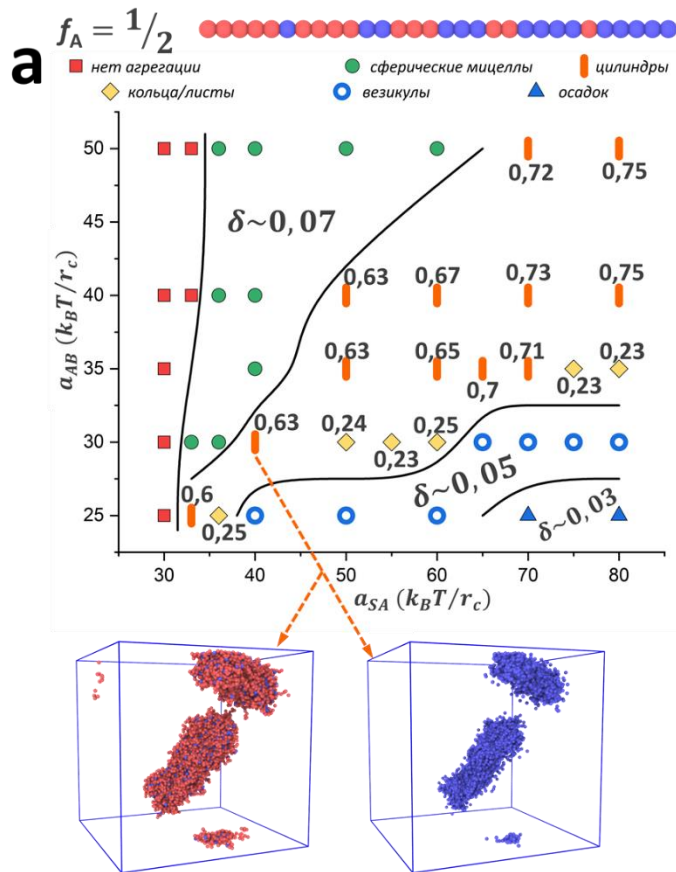 f_A = 1/2
a
нет агрегации сферические мицеллы цилиндры
кольца/листы везикулы осадок
50
0,72 0,75
δ~0,07
45
0,63 0,67 0,73 0,75
40
a_AB (k_BT/r_c)
0,63 0,65 0,71 0,23
35
0,7 0,23
0,63 0,24 0,25
30
0,23
δ~0,05
0,6
0,25 δ~0,03
25
30 40 50 60 70 80
a_SA (k_BT/r_c)